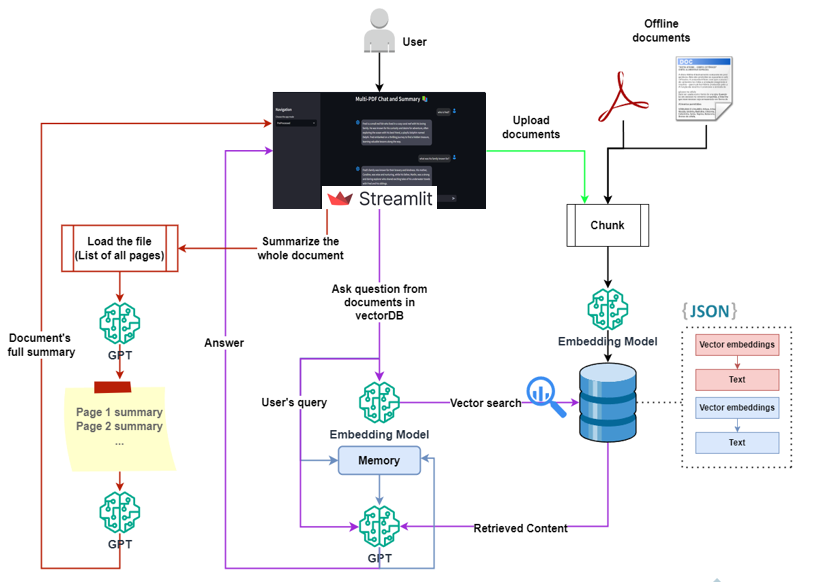 User
Offline
documents
DOC
Multi-PDF Chat and Summary
Navigation
Upload
documents
Streamlit
Chunk
Load the file
(List of all pages)
Summarize the
whole document
Ask question from
documents in
vectorDB
{JSON}
Embedding Model
Vector embeddings
Text
Vector embeddings
Text
Document's
full summary
GPT
Answer
User's query
Vector search
Page 1 summary
Page 2 summary
...
Embedding Model
Memory
Retrieved Content
GPT
GPT